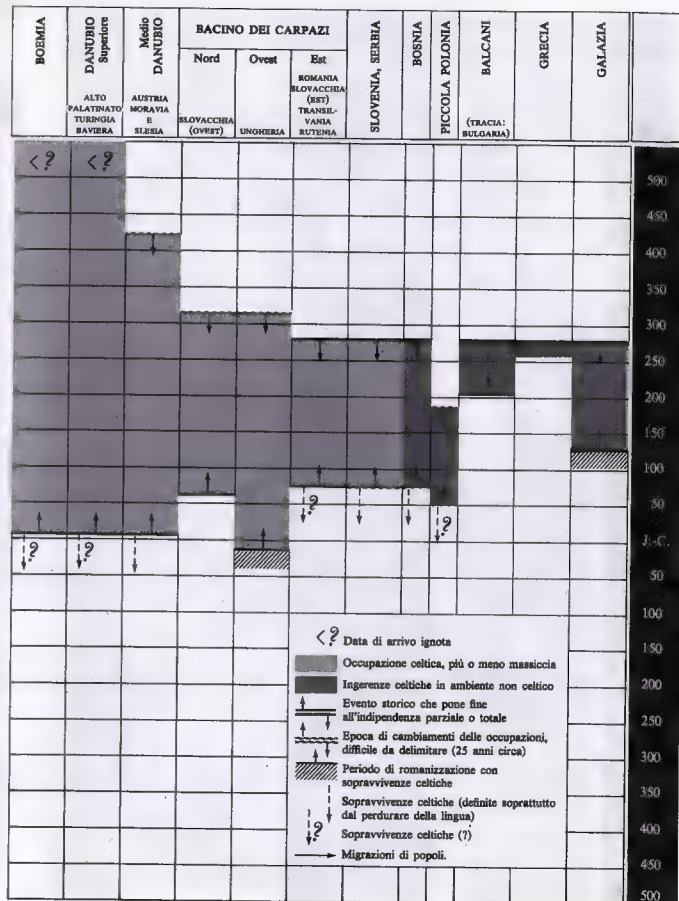 BOEMIA
DANUBIO
Superiore
ALTO
PALATINATO
TURINGIA
BAVIERA
Medio
DANUBIO
AUSTRIA
MORAVIA
E
SLESIA
BACINO DEI CARPAZI
Nord
SLOVACCHIA
(OVEST)
Ovest
UNGHERIA
Est
ROMANIA
SLOVACCHIA
(EST)
TRANSIL-
VANIA
RUTENIA
SLOVENIA, SERBIA
BOSNIA
PICCOLA POLONIA
BALCANI
(TRACIA:
BULGARIA)
GRECIA
GALAZIA
<? <?
500
450
400
350
300
250
200
150
100
50
J.-C.
50
100
150
200
250
300
350
400
450
500
? ? ? ?
<? Data di arrivo ignota
Occupazione celtica, più o meno massiccia
Ingerenze celtiche in ambiente non celtico
Evento storico che pone fine
all'indipendenza parziale o totale
Epoca di cambiamenti delle occupazioni,
difficile da delimitare (25 anni circa)
Periodo di romanizzazione con
sopravvivenze celtiche
Sopravvivenze celtiche (definite soprattutto
dal perdurare della lingua)
? Sopravvivenze celtiche (?)
Migrazioni di popoli.